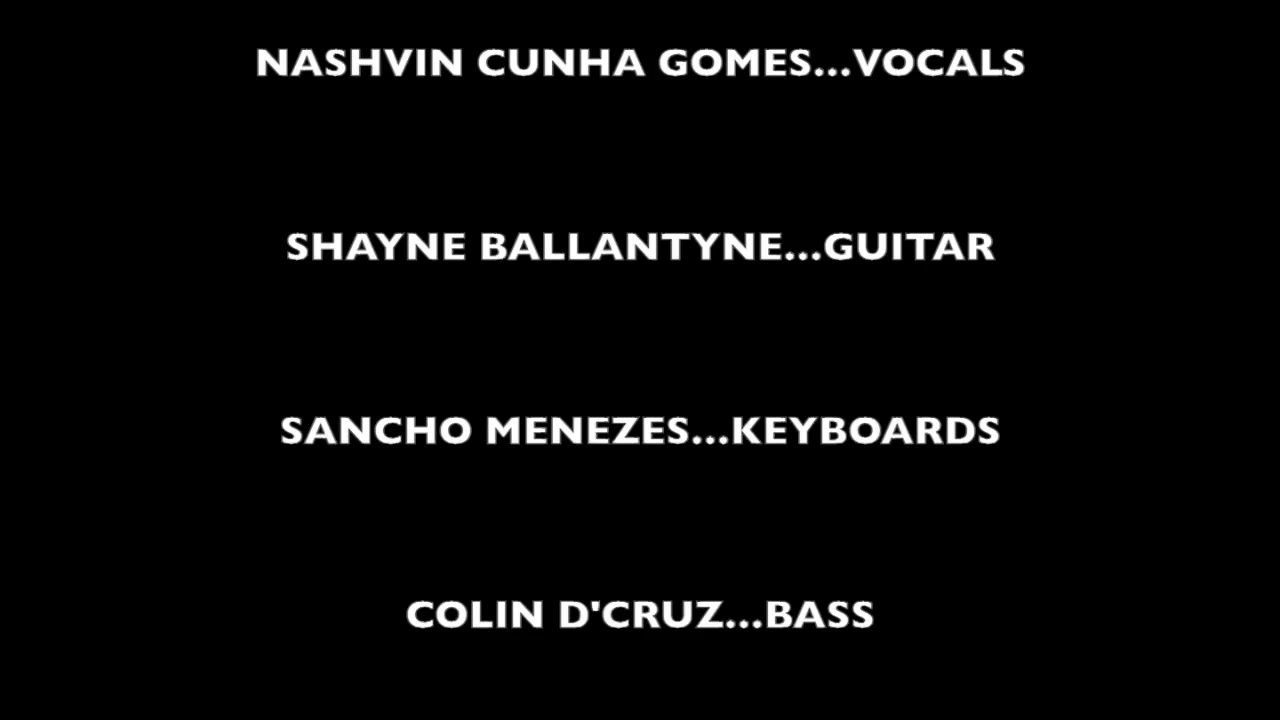 NASHVIN CUNHA GOMES...VOCALS
SHAYNE BALLANTYNE...GUITAR
SANCHO MENEZES...KEYBOARDS
COLIN D'CRUZ...BASS